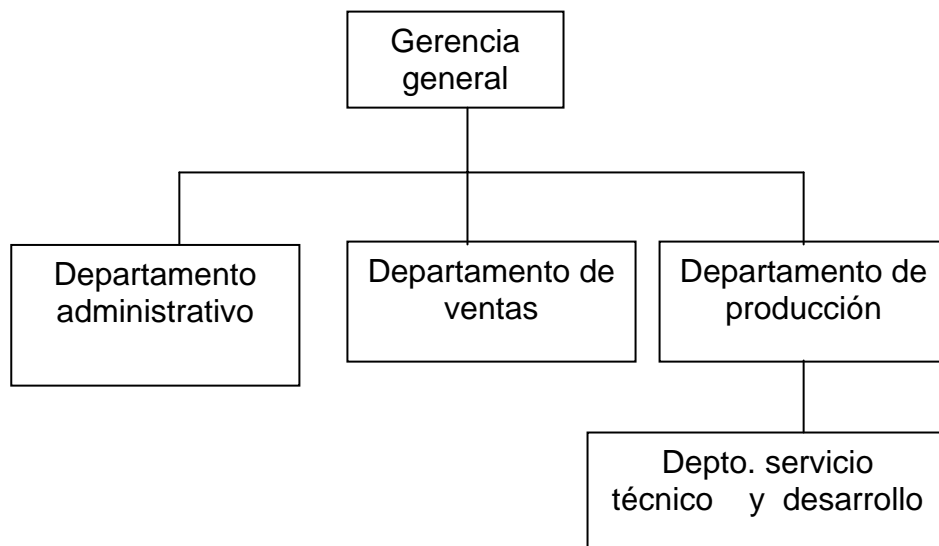 Gerencia
general
Departamento
administrativo
Departamento de
ventas
Departamento de
producción
Depto. servicio
técnico y desarrollo